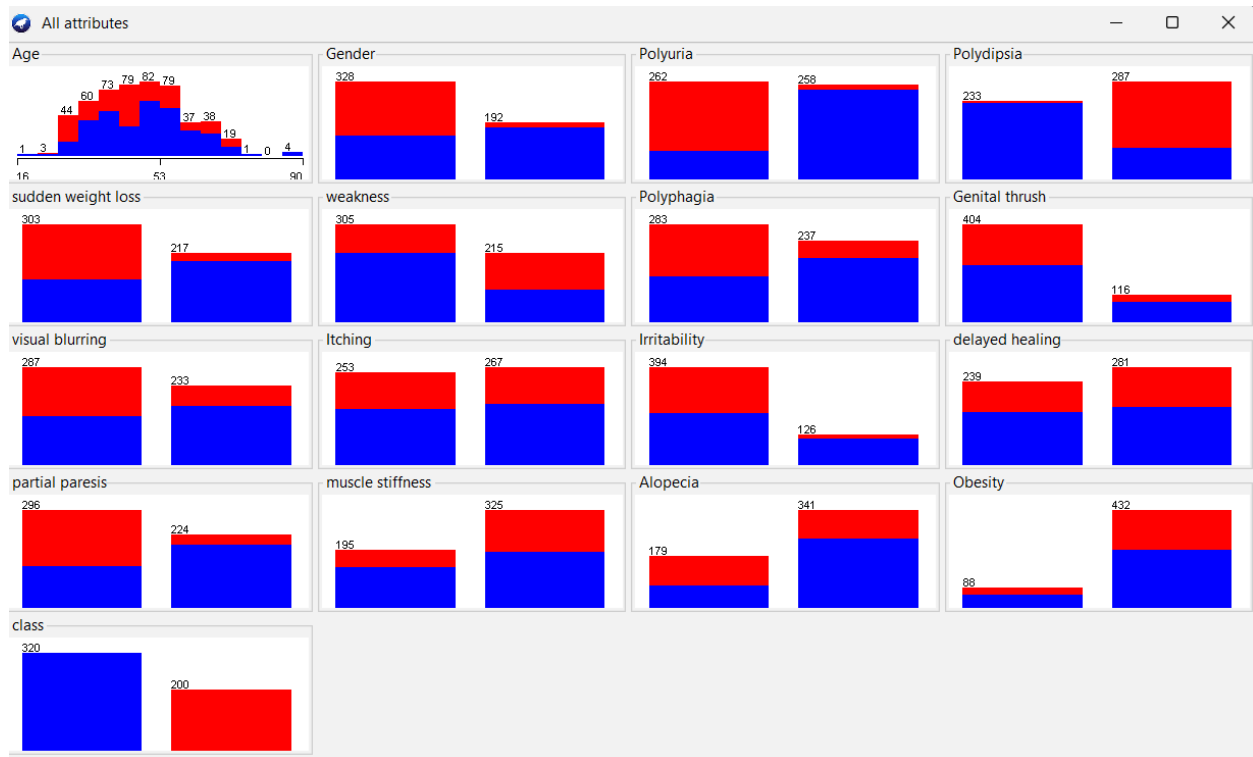 All attributes
Age
1 3 44 60 73 79 82 79 37 38 19 1 0 4
16 53 90
Gender
328 192
Polyuria
262 258
Polydipsia
233 287
sudden weight loss
303 217
weakness
305 215
Polyphagia
283 237
Genital thrush
404 116
visual blurring
287 233
Itching
253 267
Irritability
394 126
delayed healing
239 281
partial paresis
296 224
muscle stiffness
195 325
Alopecia
179 341
Obesity
88 432
class
320 200